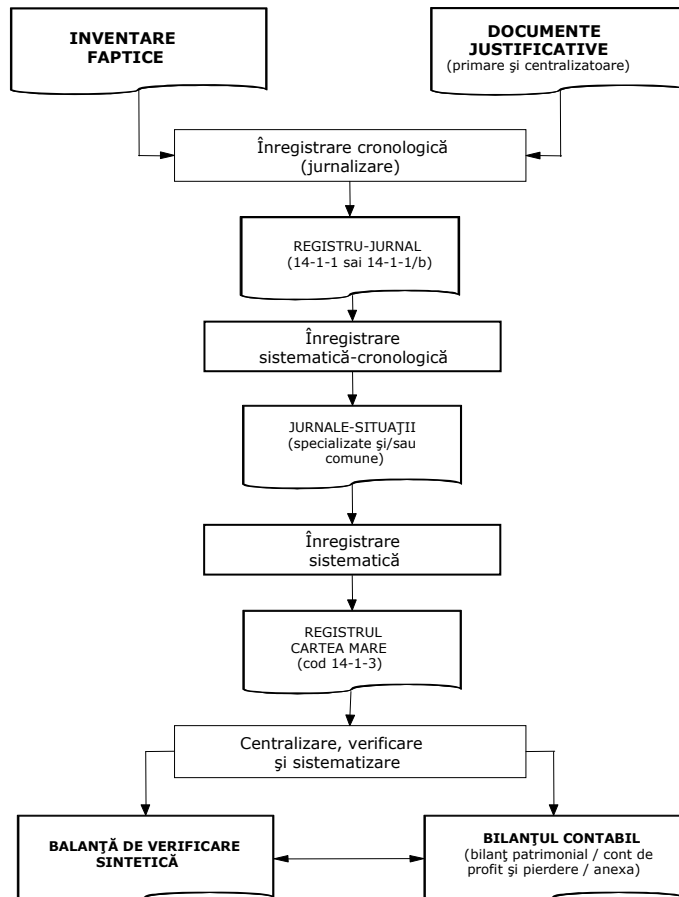 INVENTARE
FAPTICE
DOCUMENTE
JUSTIFICATIVE
(primare şi centralizatoare)
Înregistrare cronologică
(jurnalizare)
REGISTRU-JURNAL
(14-1-1 sai 14-1-1/b)
Înregistrare
sistematică-cronologică
JURNALE-SITUAŢII
(specializate şi/sau
comune)
Înregistrare
sistematică
REGISTRUL
CARTEA MARE
(cod 14-1-3)
Centralizare, verificare
şi sistematizare
BALANŢĂ DE VERIFICARE
SINTETICĂ
BILANŢUL CONTABIL
(bilanţ patrimonial / cont de
profit şi pierdere / anexa)